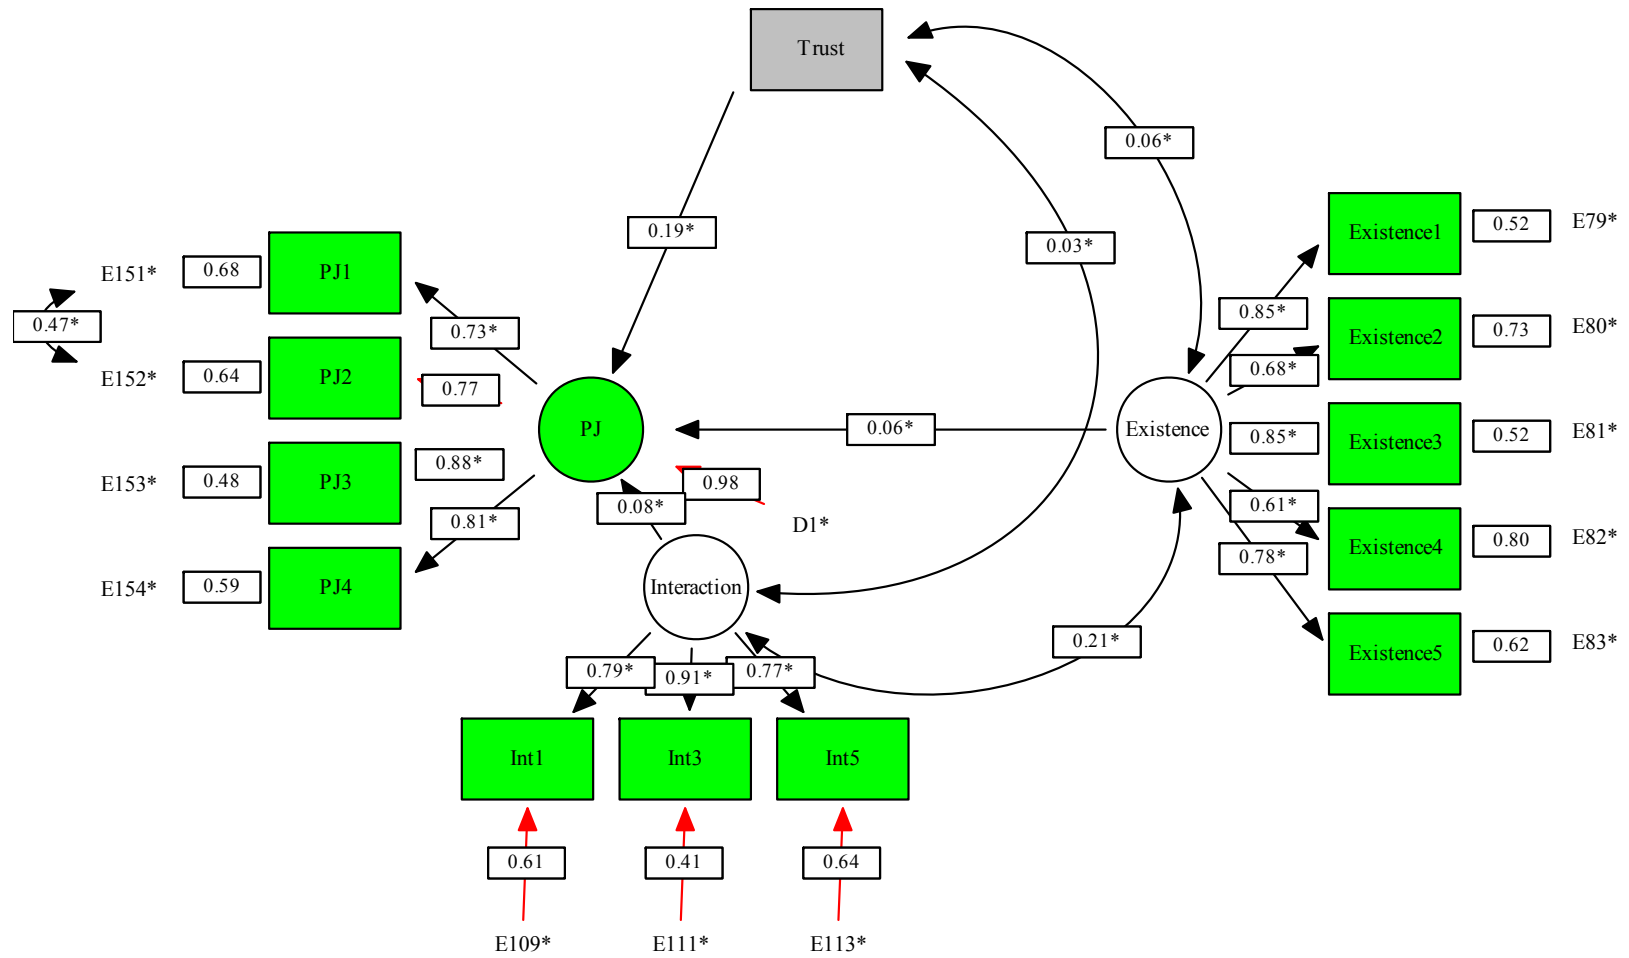 Trust
0.06*
0.19*
0.03*
Existence1
0.52
E79*
E151*
0.68
PJ1
0.47*
0.73*
0.85*
Existence2
0.73
E80*
E152*
0.64
PJ2
0.77
0.68*
PJ
0.06*
Existence
0.85*
Existence3
0.52
E81*
E153*
0.48
PJ3
0.88*
0.98
0.08*
D1*
0.81*
0.61*
0.78*
Existence4
0.80
E82*
E154*
0.59
PJ4
Interaction
0.21*
Existence5
0.62
E83*
0.79*
0.91*
0.77*
Int1
Int3
Int5
0.61
0.41
0.64
E109*
E111*
E113*